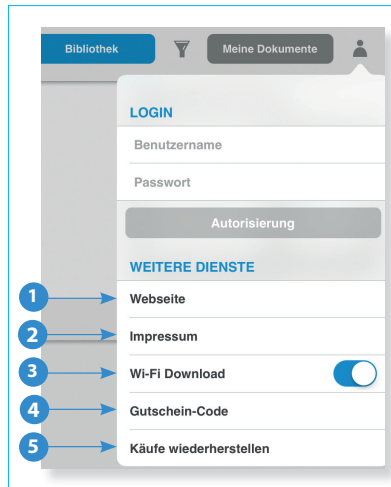 Bibliothek
Meine Dokumente
LOGIN
Benutzername
Passwort
Autorisierung
WEITERE DIENSTE
1 Webseite
2 Impressum
3 Wi-Fi Download
4 Gutschein-Code
5 Käufe wiederherstellen